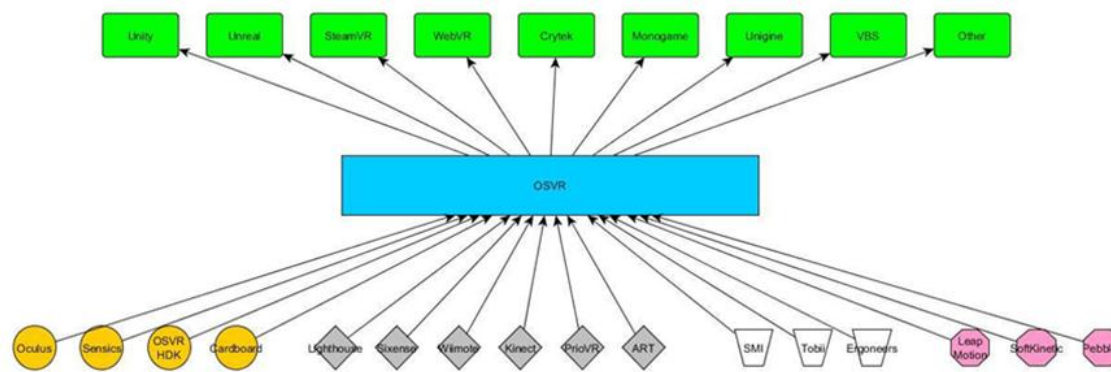 Unity
Unreal
SteamVR
WebVR
Crytek
Monogame
Unigine
VBS
Other
OSVR
Oculus
Sensics
OSVR
HDK
Cardboard
Lighthouse
Sixense
Wiimote
Kinect
PrioVR
ART
SMI
Tobii
Ergoneers
Leap
Motion
SoftKinetic
Pebbl